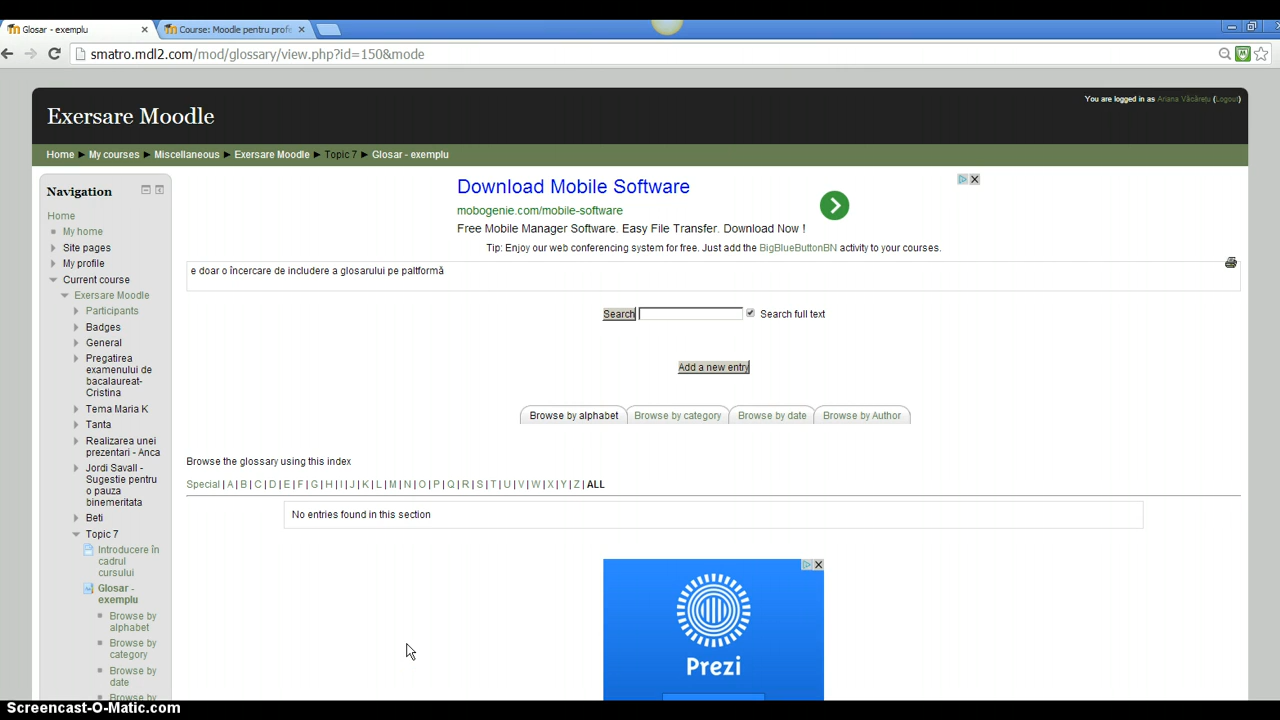 Glosar - exemplu
Course: Moodle pentru profe
smatro.mdl2.com/mod/glossary/view.php?id=150&mode
You are logged in as Ariana Văcărețu (Logout)
Exersare Moodle
Home ► My courses ► Miscellaneous ► Exersare Moodle ► Topic 7 ► Glosar - exemplu
Navigation
Home
My home
Site pages
My profile
Current course
Exersare Moodle
Participants
Badges
General
Pregatirea
examenului de
bacalaureat-
Cristina
Tema Maria K
Tanta
Realizarea unei
prezentari - Anca
Jordi Savall -
Sugestie pentru
o pauza
binemeritata
Beti
Topic 7
Introducere în
cadrul
cursului
Glosar -
exemplu
Browse by
alphabet
Browse by
category
Browse by
date
Browse by
Download Mobile Software
mobogenie.com/mobile-software
Free Mobile Manager Software. Easy File Transfer. Download Now !
Tip: Enjoy our web conferencing system for free. Just add the BigBlueButtonBN activity to your courses.
e doar o încercare de includere a glosarului pe paltformă
Search
Search full text
Add a new entry
Browse by alphabet
Browse by category
Browse by date
Browse by Author
Browse the glossary using this index
Special | A | B | C | D | E | F | G | H | I | J | K | L | M | N | O | P | Q | R | S | T | U | V | W | X | Y | Z | ALL
No entries found in this section
Prezi
Screencast-O-Matic.com